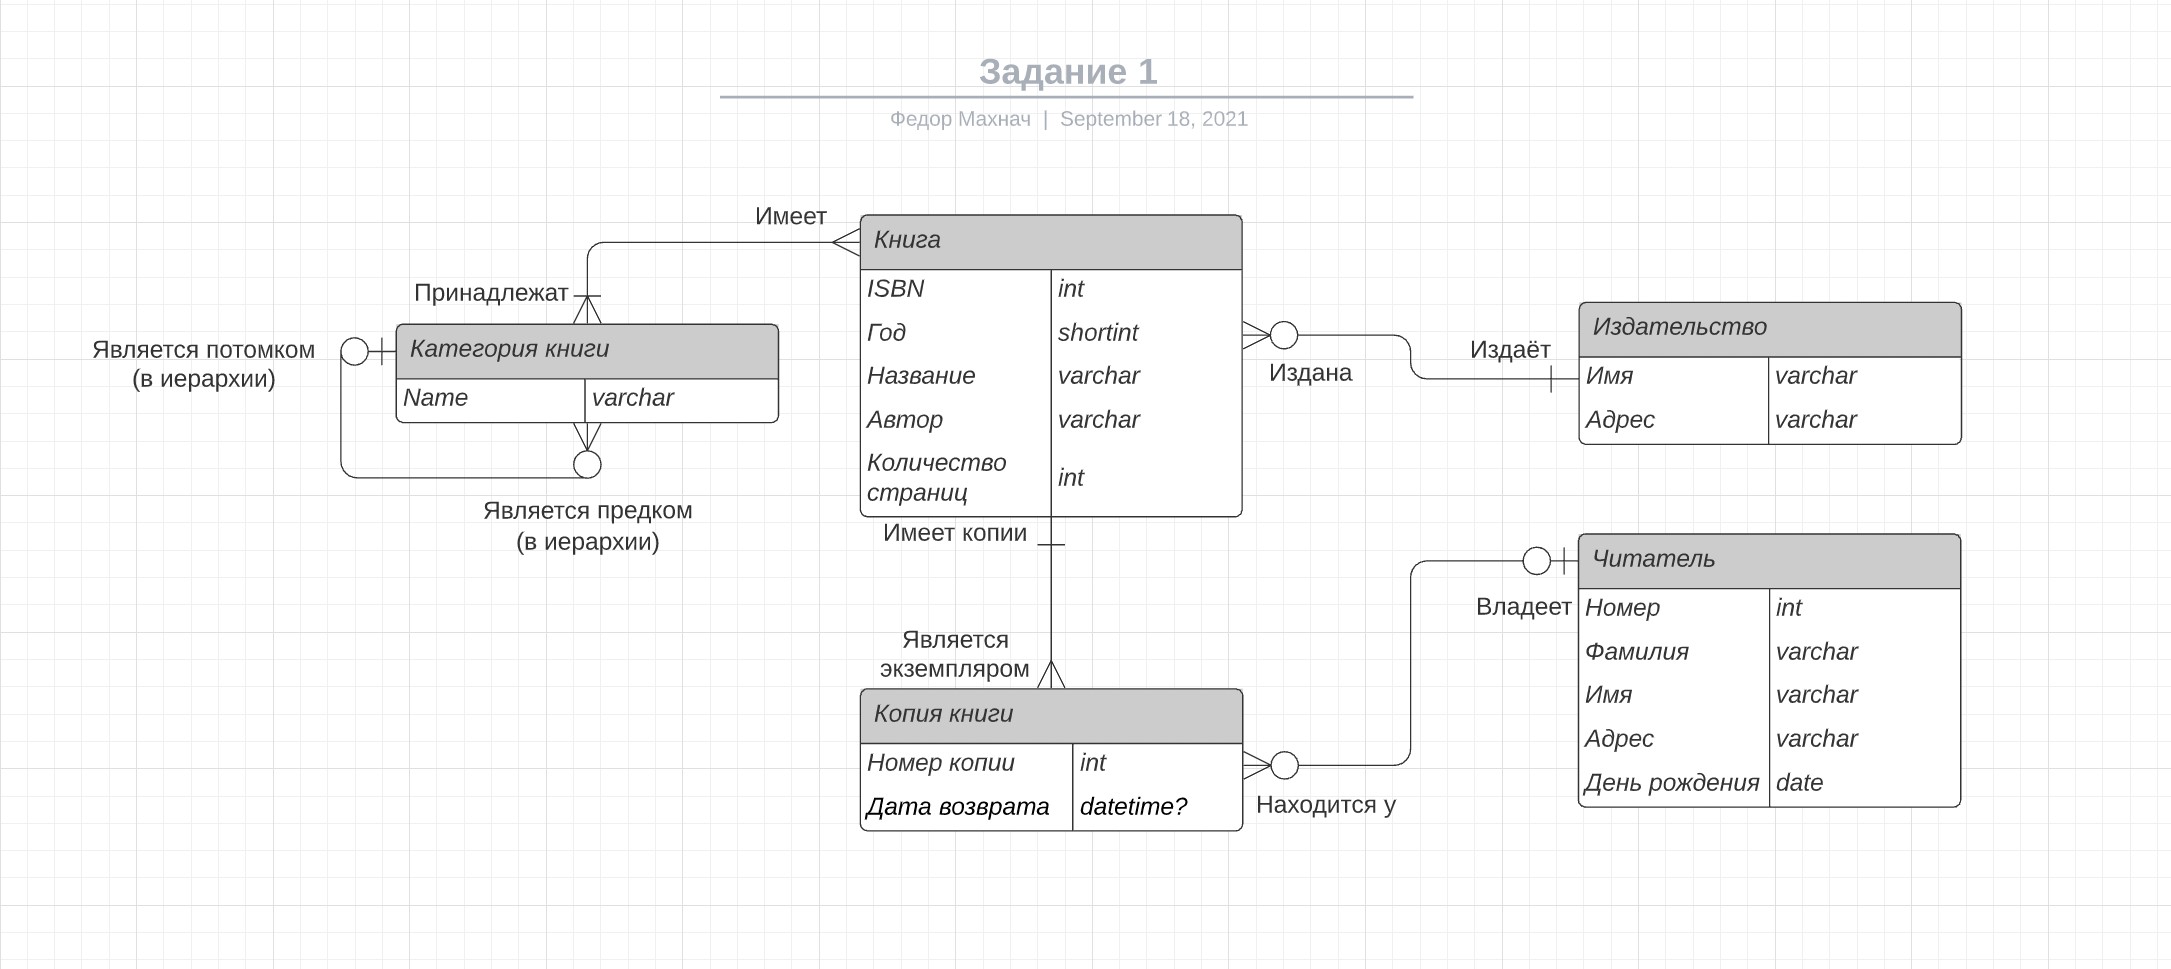 Задание 1
Федор Махнач | September 18, 2021
Имеет
Принадлежат
Является потомком
(в иерархии)
Категория книги
Name varchar
Является предком
(в иерархии)
Книга
ISBN int
Год shortint
Название varchar
Автор varchar
Количество
страниц int
Издана
Издаёт
Издательство
Имя varchar
Адрес varchar
Имеет копии
Является
экземпляром
Копия книги
Номер копии int
Дата возврата datetime?
Находится у
Владеет
Читатель
Номер int
Фамилия varchar
Имя varchar
Адрес varchar
День рождения date